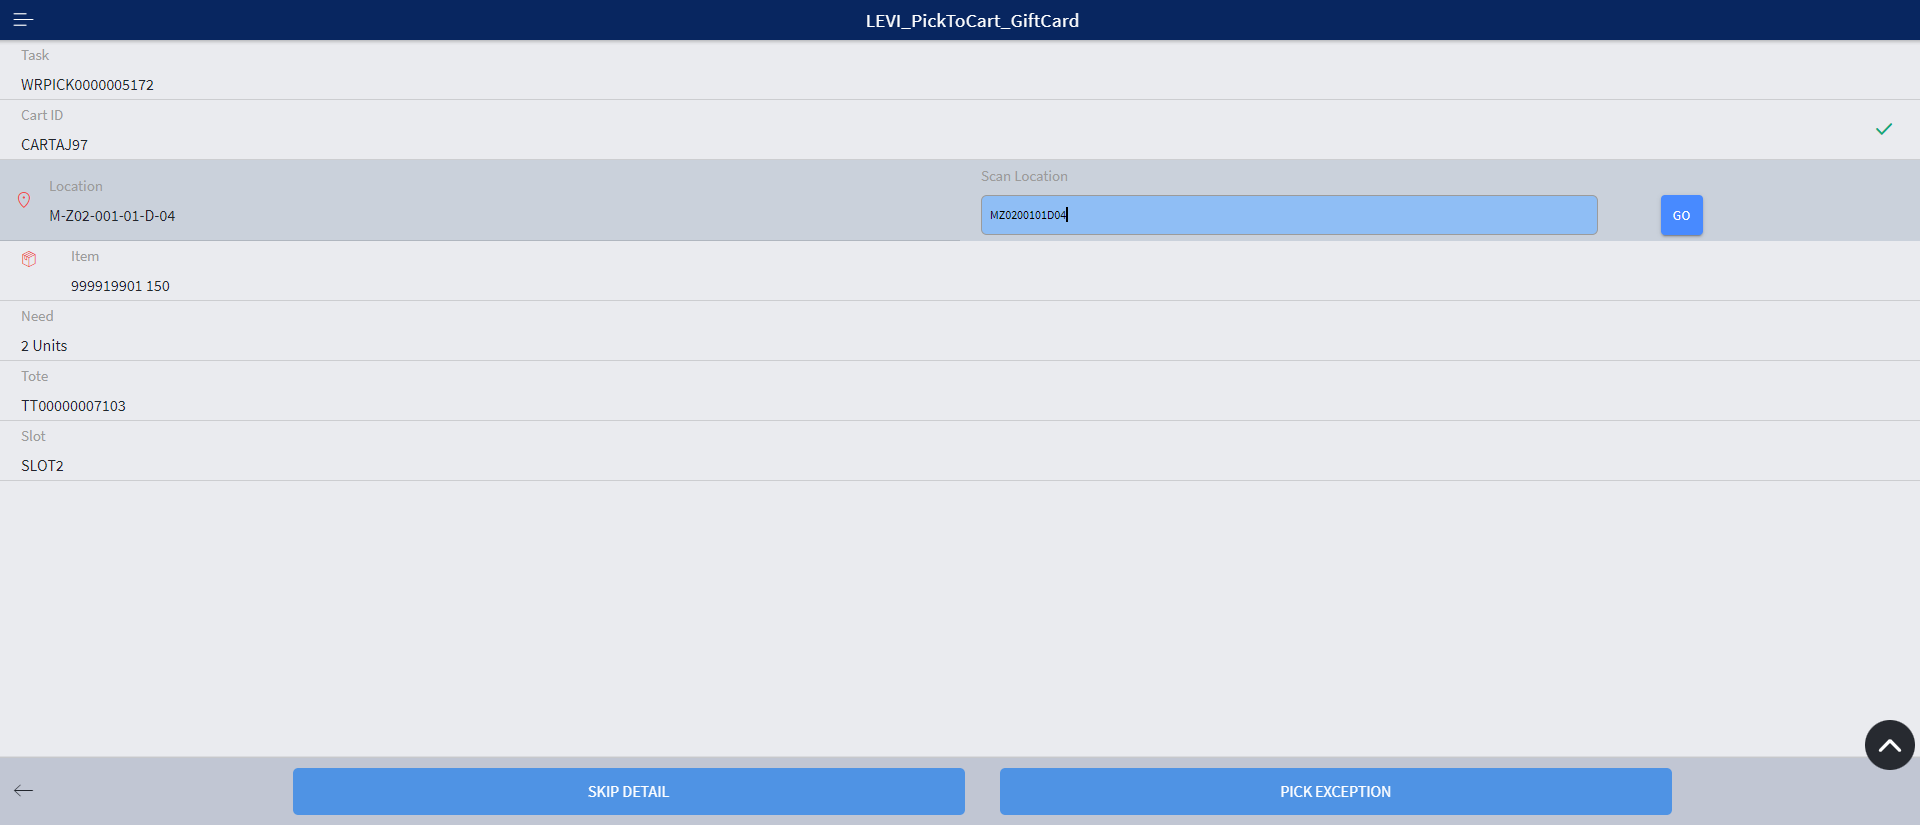 LEVI_PickToCart_GiftCard
Task
WRPICK0000005172
Cart ID
CARTAJ97
Location
M-Z02-001-01-D-04
Scan Location
MZ0200101D04
GO
Item
999919901 150
Need
2 Units
Tote
TT00000007103
Slot
SLOT2
SKIP DETAIL
PICK EXCEPTION